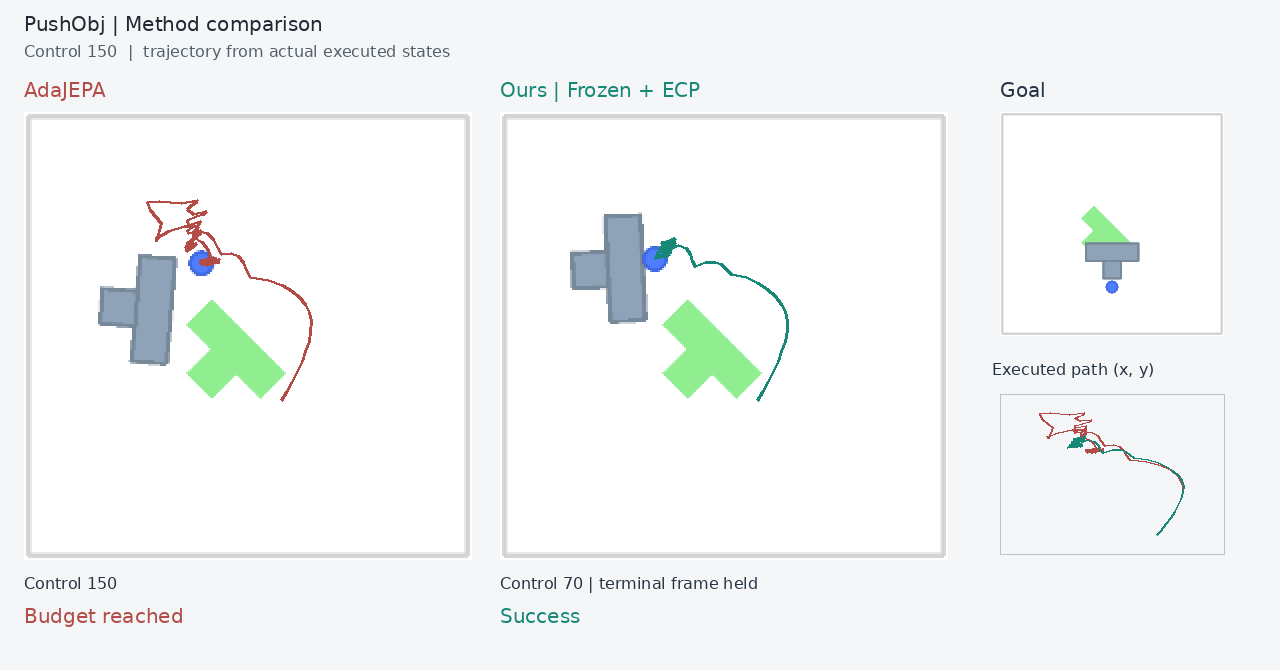 PushObj | Method comparison
Control 150 | trajectory from actual executed states
AdaJEPA
Ours | Frozen + ECP
Goal
Executed path (x, y)
Control 150
Control 70 | terminal frame held
Budget reached
Success